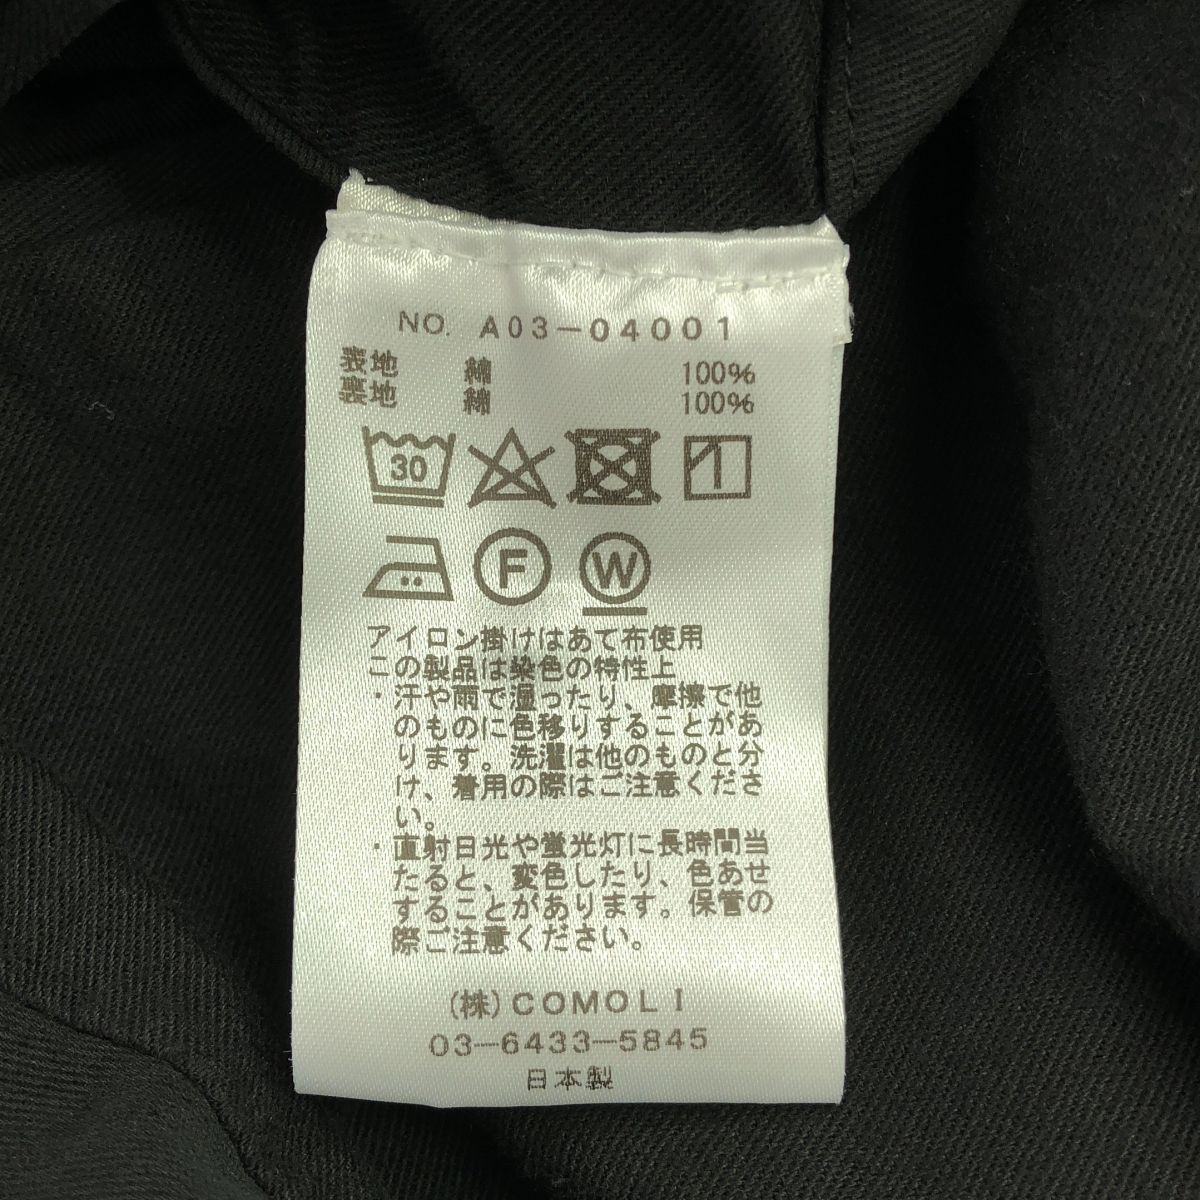 NO. A03-04001
表地 綿 100%
裏地 綿 100%
30
F W
アイロン掛けはあて布使用
この製品は染色の特性上
・汗や雨で湿ったり、摩擦で他
のものに色移りすることがあ
ります。洗濯は他のものと分
け、着用の際はご注意くださ
い。
・直射日光や蛍光灯に長時間当
たると、変色したり、色あせ
することがあります。保管の
際ご注意ください。
(株)COMOLI
03-6433-5845
日本製